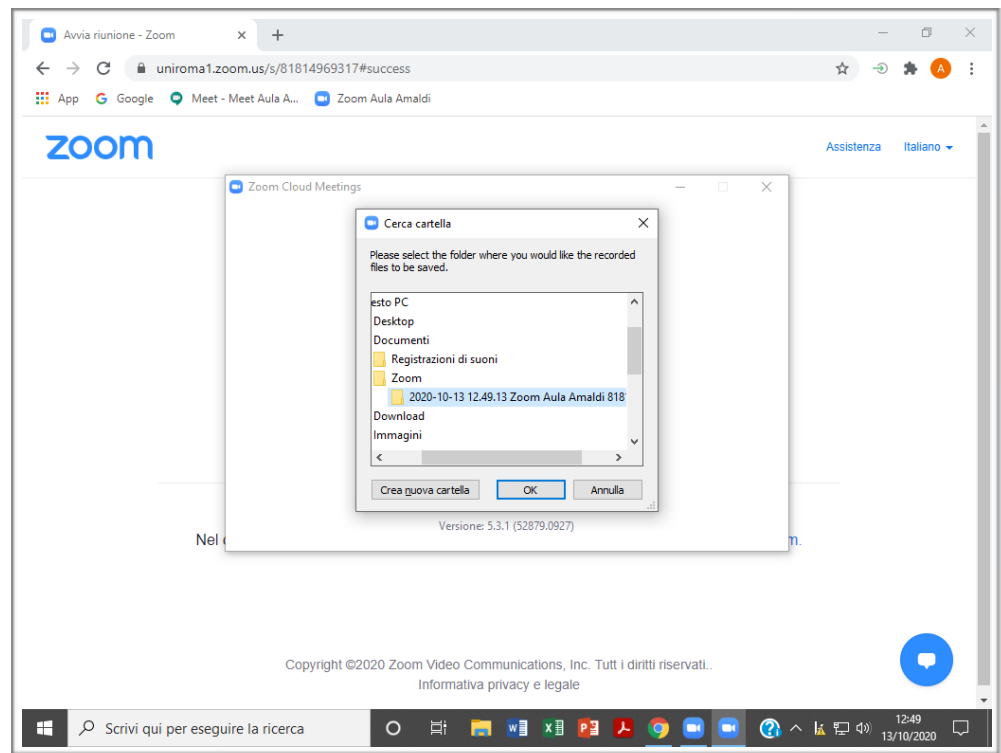 Avvia riunione - Zoom
uniroma1.zoom.us/s/81814969317#success
A
App Google Meet - Meet Aula A... Zoom Aula Amaldi
zoom
Assistenza Italiano
Zoom Cloud Meetings
Cerca cartella
Please select the folder where you would like the recorded
files to be saved.
esto PC
Desktop
Documenti
Registrazioni di suoni
Zoom
2020-10-13 12.49.13 Zoom Aula Amaldi 818
Download
Immagini
Crea nuova cartella OK Annulla
Versione: 5.3.1 (52879.0927)
Nel
m.
Copyright ©2020 Zoom Video Communications, Inc. Tutt i diritti riservati..
Informativa privacy e legale
Scrivi qui per eseguire la ricerca
12:49
13/10/2020